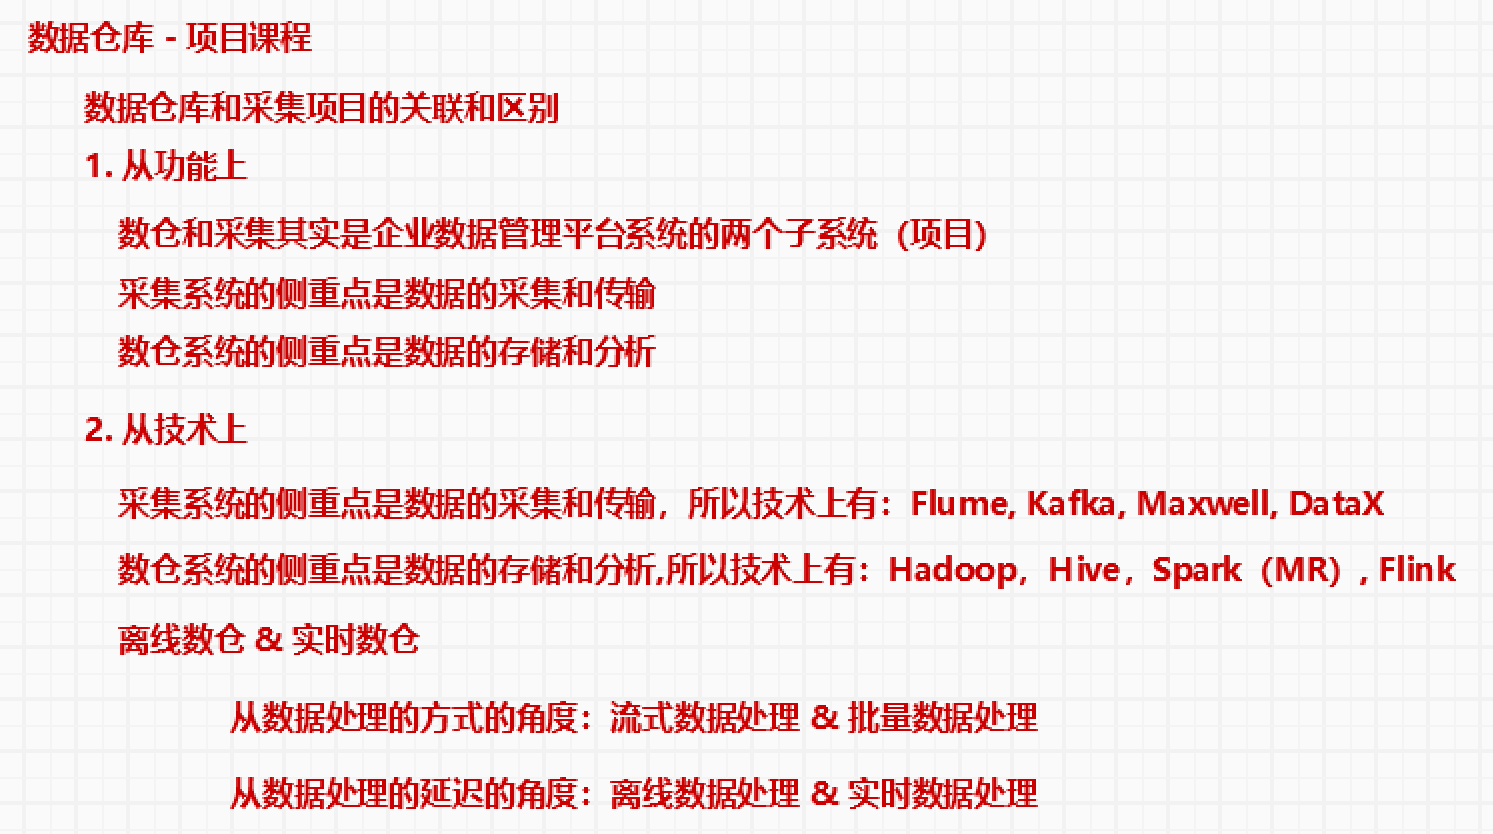 数据仓库 - 项目课程
数据仓库和采集项目的关联和区别
1. 从功能上
数仓和采集其实是企业数据管理平台系统的两个子系统（项目）
采集系统的侧重点是数据的采集和传输
数仓系统的侧重点是数据的存储和分析
2. 从技术上
采集系统的侧重点是数据的采集和传输，所以技术上有：Flume, Kafka, Maxwell, DataX
数仓系统的侧重点是数据的存储和分析,所以技术上有：Hadoop，Hive，Spark（MR）, Flink
离线数仓 & 实时数仓
从数据处理的方式的角度：流式数据处理 & 批量数据处理
从数据处理的延迟的角度：离线数据处理 & 实时数据处理